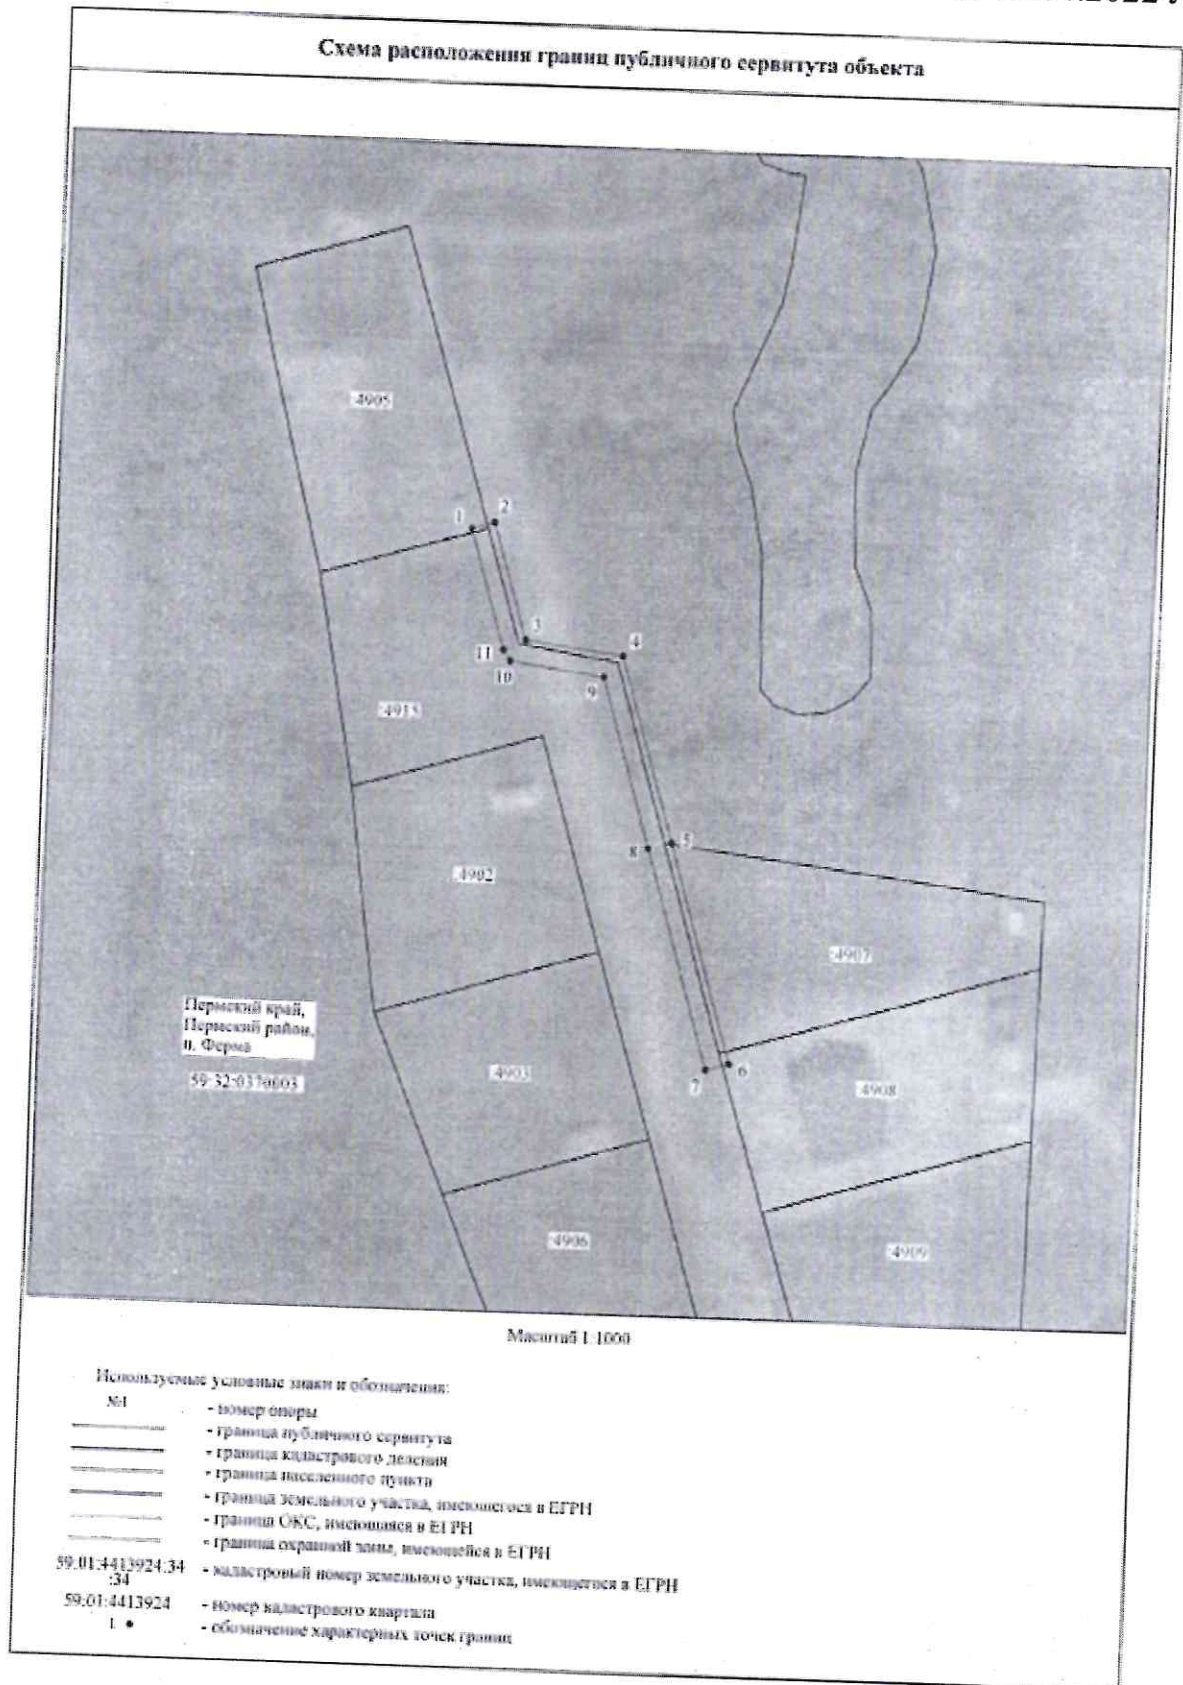 Схема расположения границ публичного сервитута объекта
:4905
1
2
3
4
11
10
9
:4913
5
8
:4902
:4907
Пермский край,
Пермский район,
п. Ферма
59:32:0370003
:4903
7
6
:4908
:4906
:4909
Масштаб 1:1000
Используемые условные знаки и обозначения:
№1 - номер опоры
- граница публичного сервитута
- граница кадастрового деления
- граница населенного пункта
- граница земельного участка, имеющегося в ЕГРН
- граница ОКС, имеющаяся в ЕГРН
- граница охранной зоны, имеющейся в ЕГРН
59:01:4413924:34
:34 - кадастровый номер земельного участка, имеющегося в ЕГРН
59:01:4413924 - номер кадастрового квартала
1 • - обозначение характерных точек границ